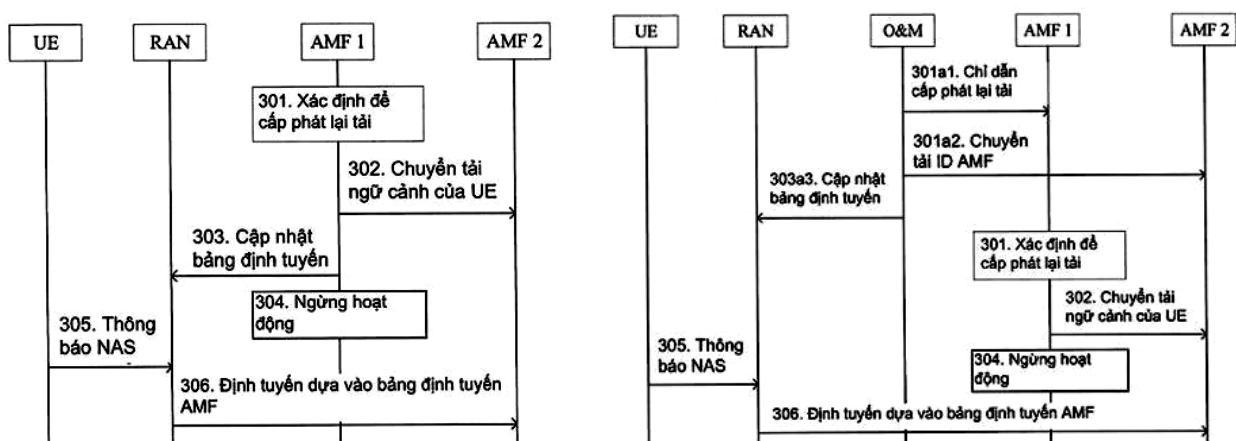 UE
RAN
AMF 1
AMF 2
301. Xác định để
cấp phát lại tải
302. Chuyển tải
ngữ cảnh của UE
303. Cập nhật
bảng định tuyến
304. Ngừng hoạt
động
305. Thông
báo NAS
306. Định tuyến dựa vào bảng định tuyến
AMF
UE
RAN
O&M
AMF 1
AMF 2
301a1. Chỉ dẫn
cấp phát lại tải
301a2. Chuyển
tải ID AMF
303a3. Cập nhật
bảng định tuyến
301. Xác định để
cấp phát lại tải
302. Chuyển tải
ngữ cảnh của UE
304. Ngừng hoạt
động
305. Thông
báo NAS
306. Định tuyến dựa vào bảng định tuyến AMF